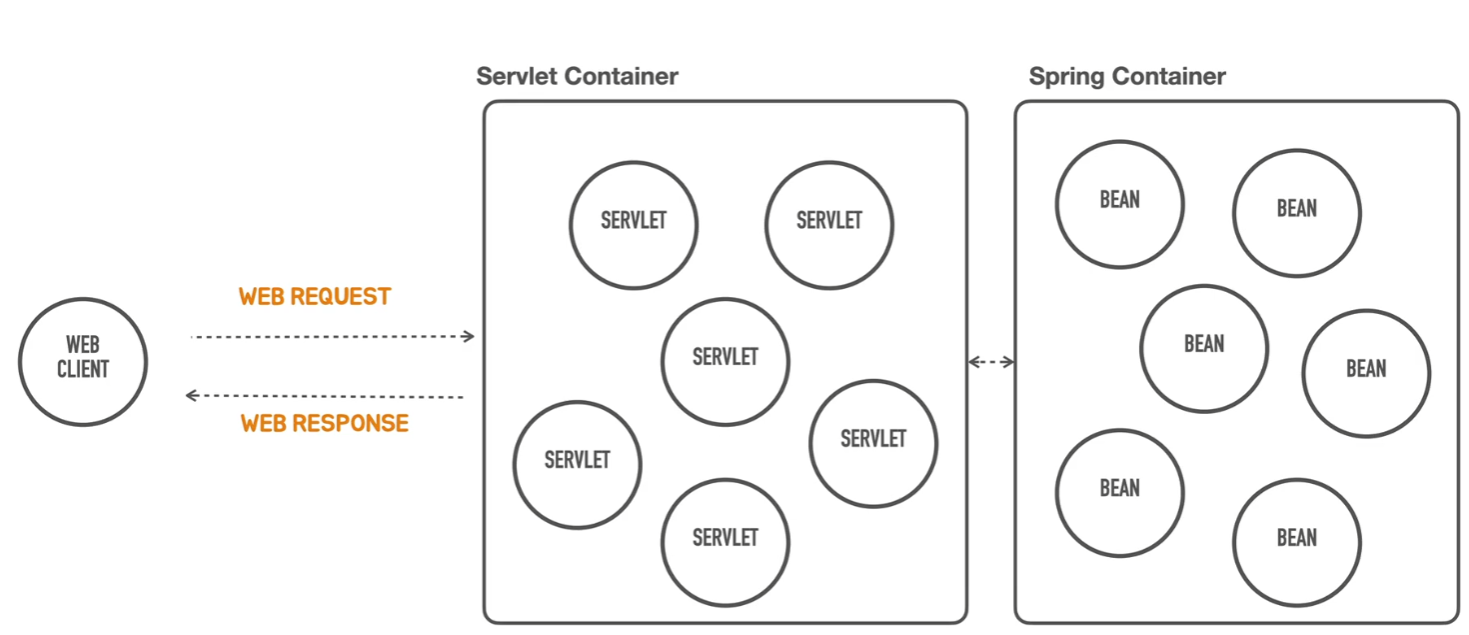 Servlet Container
Spring Container
BEAN
BEAN
SERVLET
SERVLET
WEB REQUEST
WEB
CLIENT
SERVLET
BEAN
BEAN
WEB RESPONSE
SERVLET
SERVLET
BEAN
SERVLET
BEAN